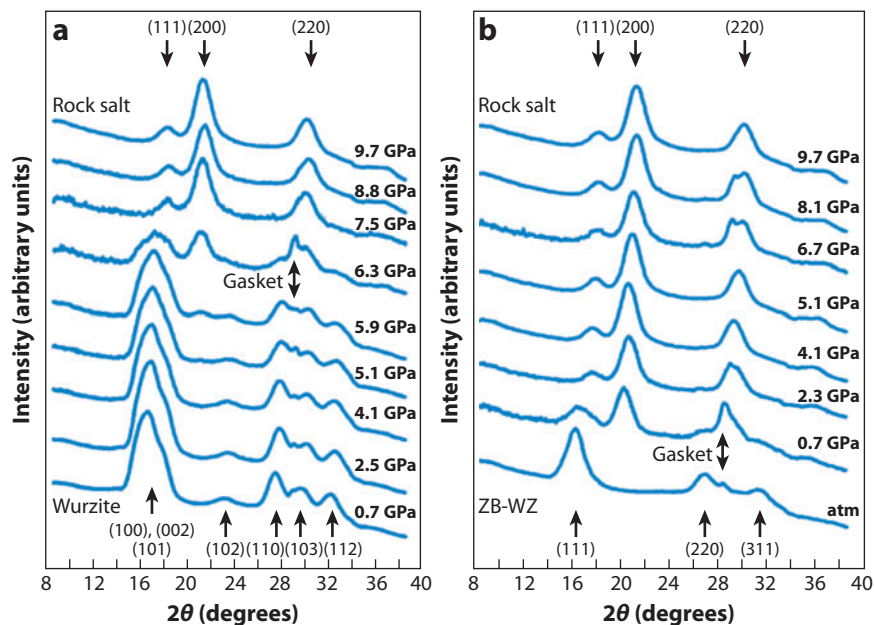 a
(111) (200) (220)
Rock salt
9.7 GPa
8.8 GPa
7.5 GPa
6.3 GPa
Gasket
5.9 GPa
5.1 GPa
4.1 GPa
2.5 GPa
Wurzite
0.7 GPa
(100), (002)
(101) (102) (110) (103) (112)
8 12 16 20 24 28 32 36 40
2θ (degrees)
Intensity (arbitrary units)
b
(111) (200) (220)
Rock salt
9.7 GPa
8.1 GPa
6.7 GPa
5.1 GPa
4.1 GPa
2.3 GPa
0.7 GPa
Gasket
ZB-WZ
atm
(111) (220) (311)
8 12 16 20 24 28 32 36 40
2θ (degrees)
Intensity (arbitrary units)